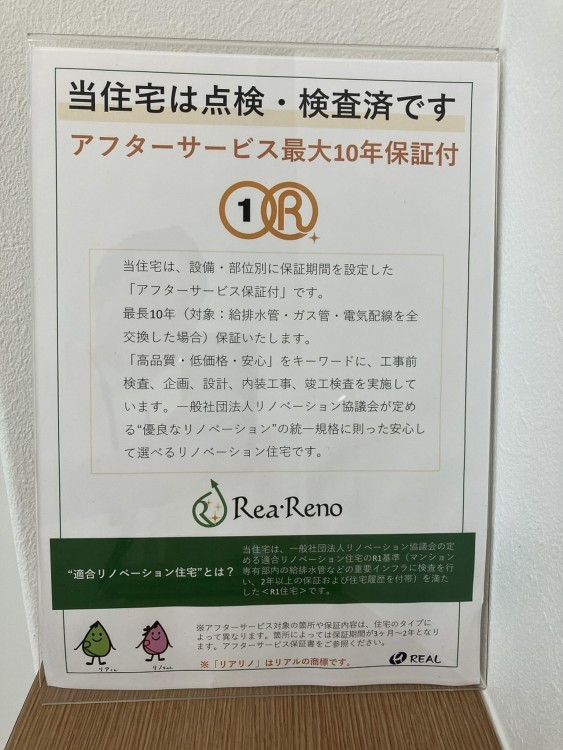 当住宅は点検・検査済です
アフターサービス最大10年保証付
1R
当住宅は、設備・部位別に保証期間を設定した
「アフターサービス保証付」です。
最長10年（対象：給排水管・ガス管・電気配線を全
交換した場合）保証いたします。
「高品質・低価格・安心」をキーワードに、工事前
検査、企画、設計、内装工事、竣工検査を実施して
います。一般社団法人リノベーション協議会が定め
る“優良なリノベーション”の統一規格に則った安心し
て選べるリノベーション住宅です。
Rea・Reno
“適合リノベーション住宅”とは？
当住宅は、一般社団法人リノベーション協議会の定
める適合リノベーション住宅のR1基準（マンション
専有部内の給排水管などの重要インフラに検査を行
い、2年以上の保証および住宅履歴を付帯）を満た
した＜R1住宅＞です。
※アフターサービス対象の箇所や保証内容は、住宅のタイプに
よって異なります。箇所によっては保証期間が3ヶ月～2年となり
ます。アフターサービス保証書をご参照ください。
リアくん
リノちゃん
※「リアリノ」はリアルの商標です。
REAL